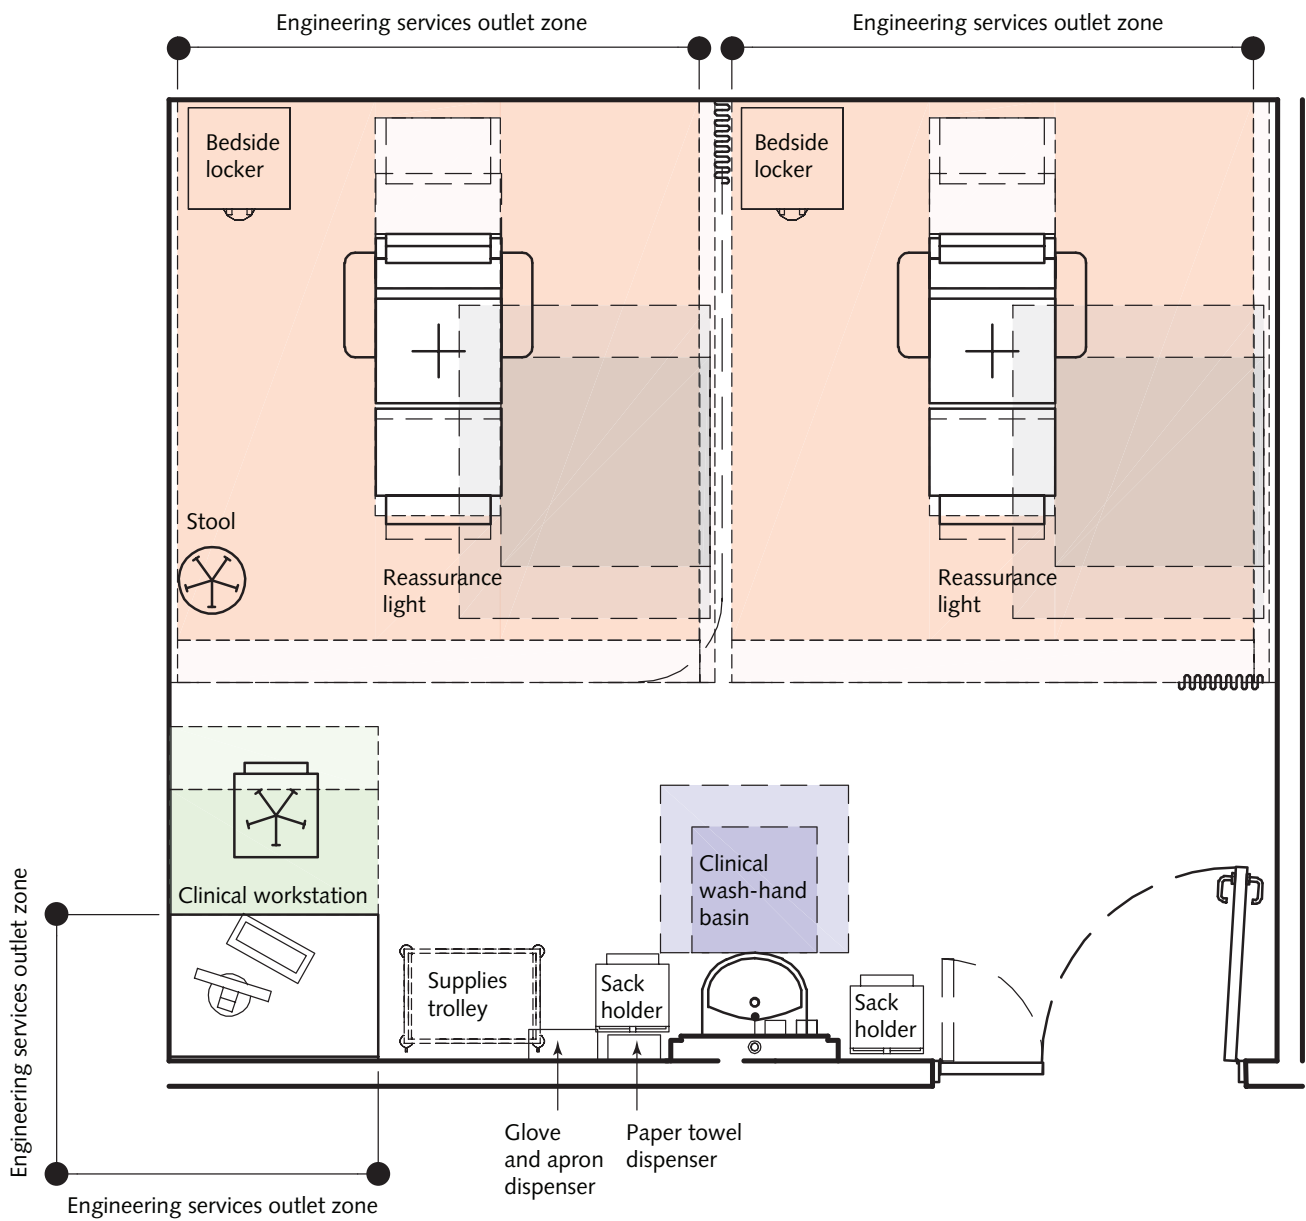 Engineering services outlet zone
Engineering services outlet zone
Bedside
locker
Bedside
locker
Stool
Reassurance
light
Reassurance
light
Clinical workstation
Clinical
wash-hand
basin
Engineering services outlet zone
Supplies
trolley
Sack
holder
Sack
holder
Glove
and apron
dispenser
Paper towel
dispenser
Engineering services outlet zone